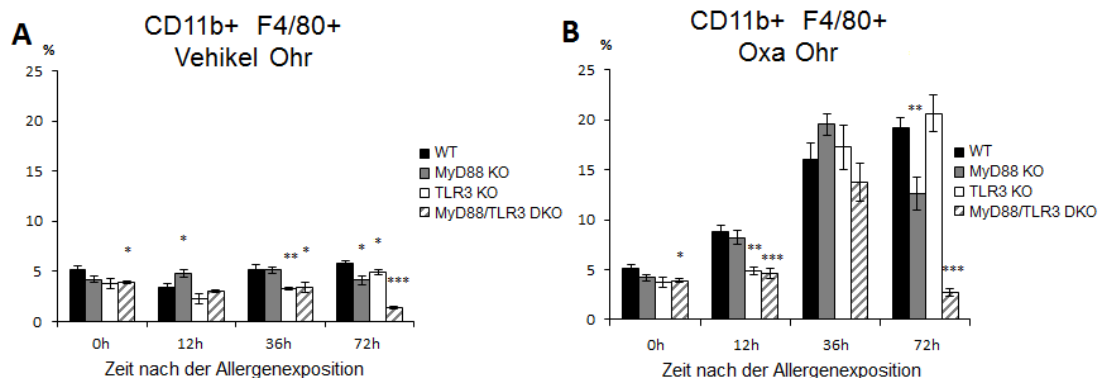 A
CD11b+ F4/80+
Vehikel Ohr
%
25
20
15
10
5
0
* * ** * * * ***
0h 12h 36h 72h
Zeit nach der Allergenexposition
WT
MyD88 KO
TLR3 KO
MyD88/TLR3 DKO
B
CD11b+ F4/80+
Oxa Ohr
%
25
20
15
10
5
0
* ** *** ** ***
0h 12h 36h 72h
Zeit nach der Allergenexposition
WT
MyD88 KO
TLR3 KO
MyD88/TLR3 DKO